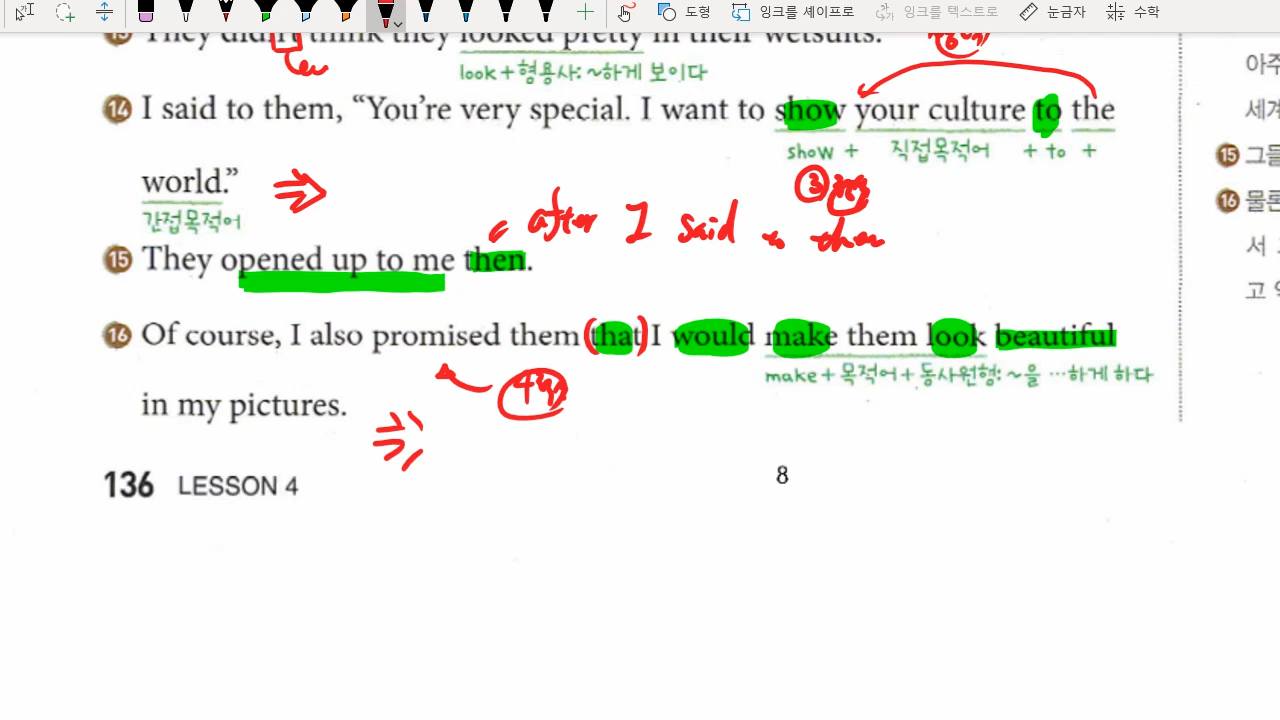 도형 잉크를 셰이프로 잉크를 텍스트로 눈금자 수학
They didn't think they looked pretty in their wetsuits.
look + 형용사: ~하게 보이다
14 I said to them, “You’re very special. I want to show your culture to the
show + 직접목적어 + to +
③
world.”
간접목적어
after I said to them
15 They opened up to me then.
16 Of course, I also promised them (that) I would make them look beautiful
make + 목적어 + 동사원형: ~을 …하게 하다
in my pictures.
136 LESSON 4
8
아주
세계
15 그들
16 물론
서
고